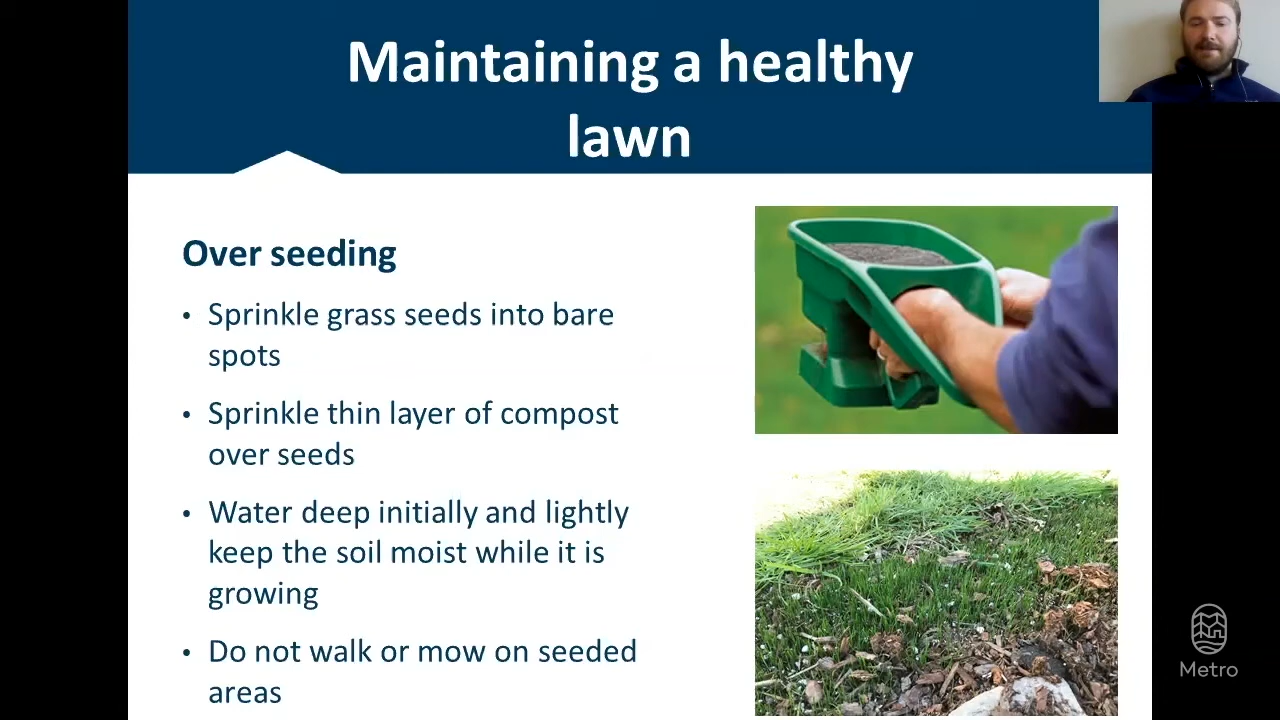 Maintaining a healthy
lawn
Over seeding
• Sprinkle grass seeds into bare
spots
• Sprinkle thin layer of compost
over seeds
• Water deep initially and lightly
keep the soil moist while it is
growing
• Do not walk or mow on seeded
areas
Metro